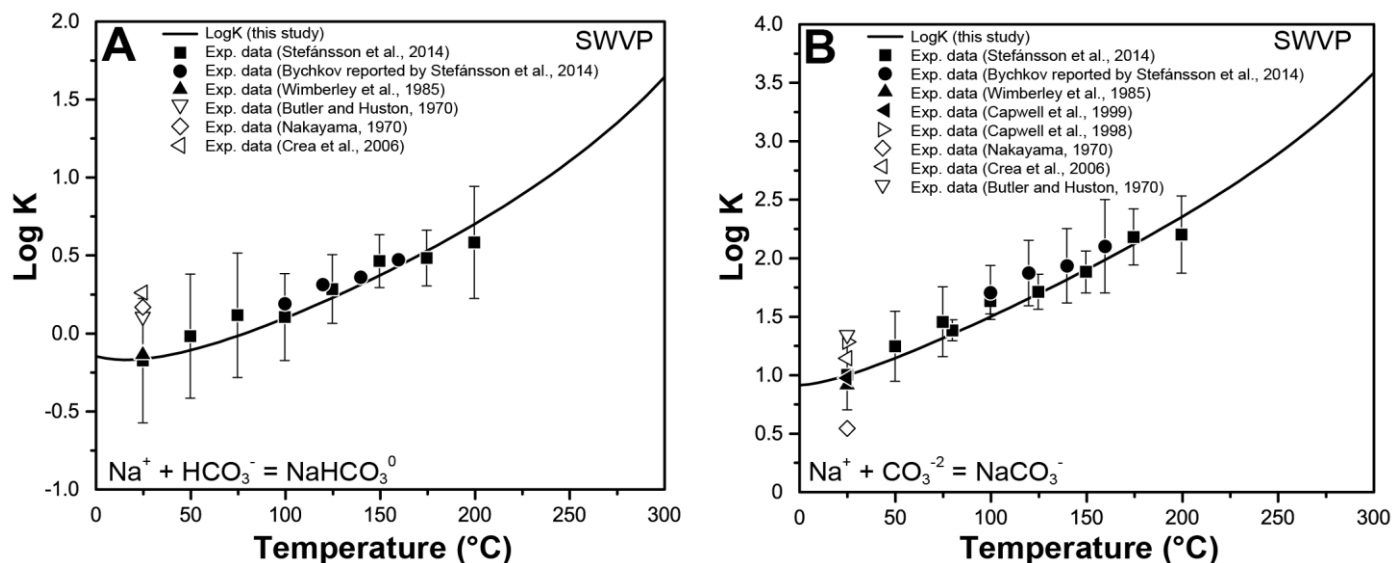 A
SWVP
LogK (this study)
Exp. data (Stefánsson et al., 2014)
Exp. data (Bychkov reported by Stefánsson et al., 2014)
Exp. data (Wimberley et al., 1985)
Exp. data (Butler and Huston, 1970)
Exp. data (Nakayama, 1970)
Exp. data (Crea et al., 2006)
2.0
1.5
1.0
0.5
0.0
-0.5
-1.0
Log K
Na⁺ + HCO₃⁻ = NaHCO₃⁰
0 50 100 150 200 250 300
Temperature (°C)
B
SWVP
LogK (this study)
Exp. data (Stefánsson et al., 2014)
Exp. data (Bychkov reported by Stefánsson et al., 2014)
Exp. data (Wimberley et al., 1985)
Exp. data (Capwell et al., 1999)
Exp. data (Capwell et al., 1998)
Exp. data (Nakayama, 1970)
Exp. data (Crea et al., 2006)
Exp. data (Butler and Huston, 1970)
4.0
3.5
3.0
2.5
2.0
1.5
1.0
0.5
0
Log K
Na⁺ + CO₃⁻² = NaCO₃⁻
0 50 100 150 200 250 300
Temperature (°C)